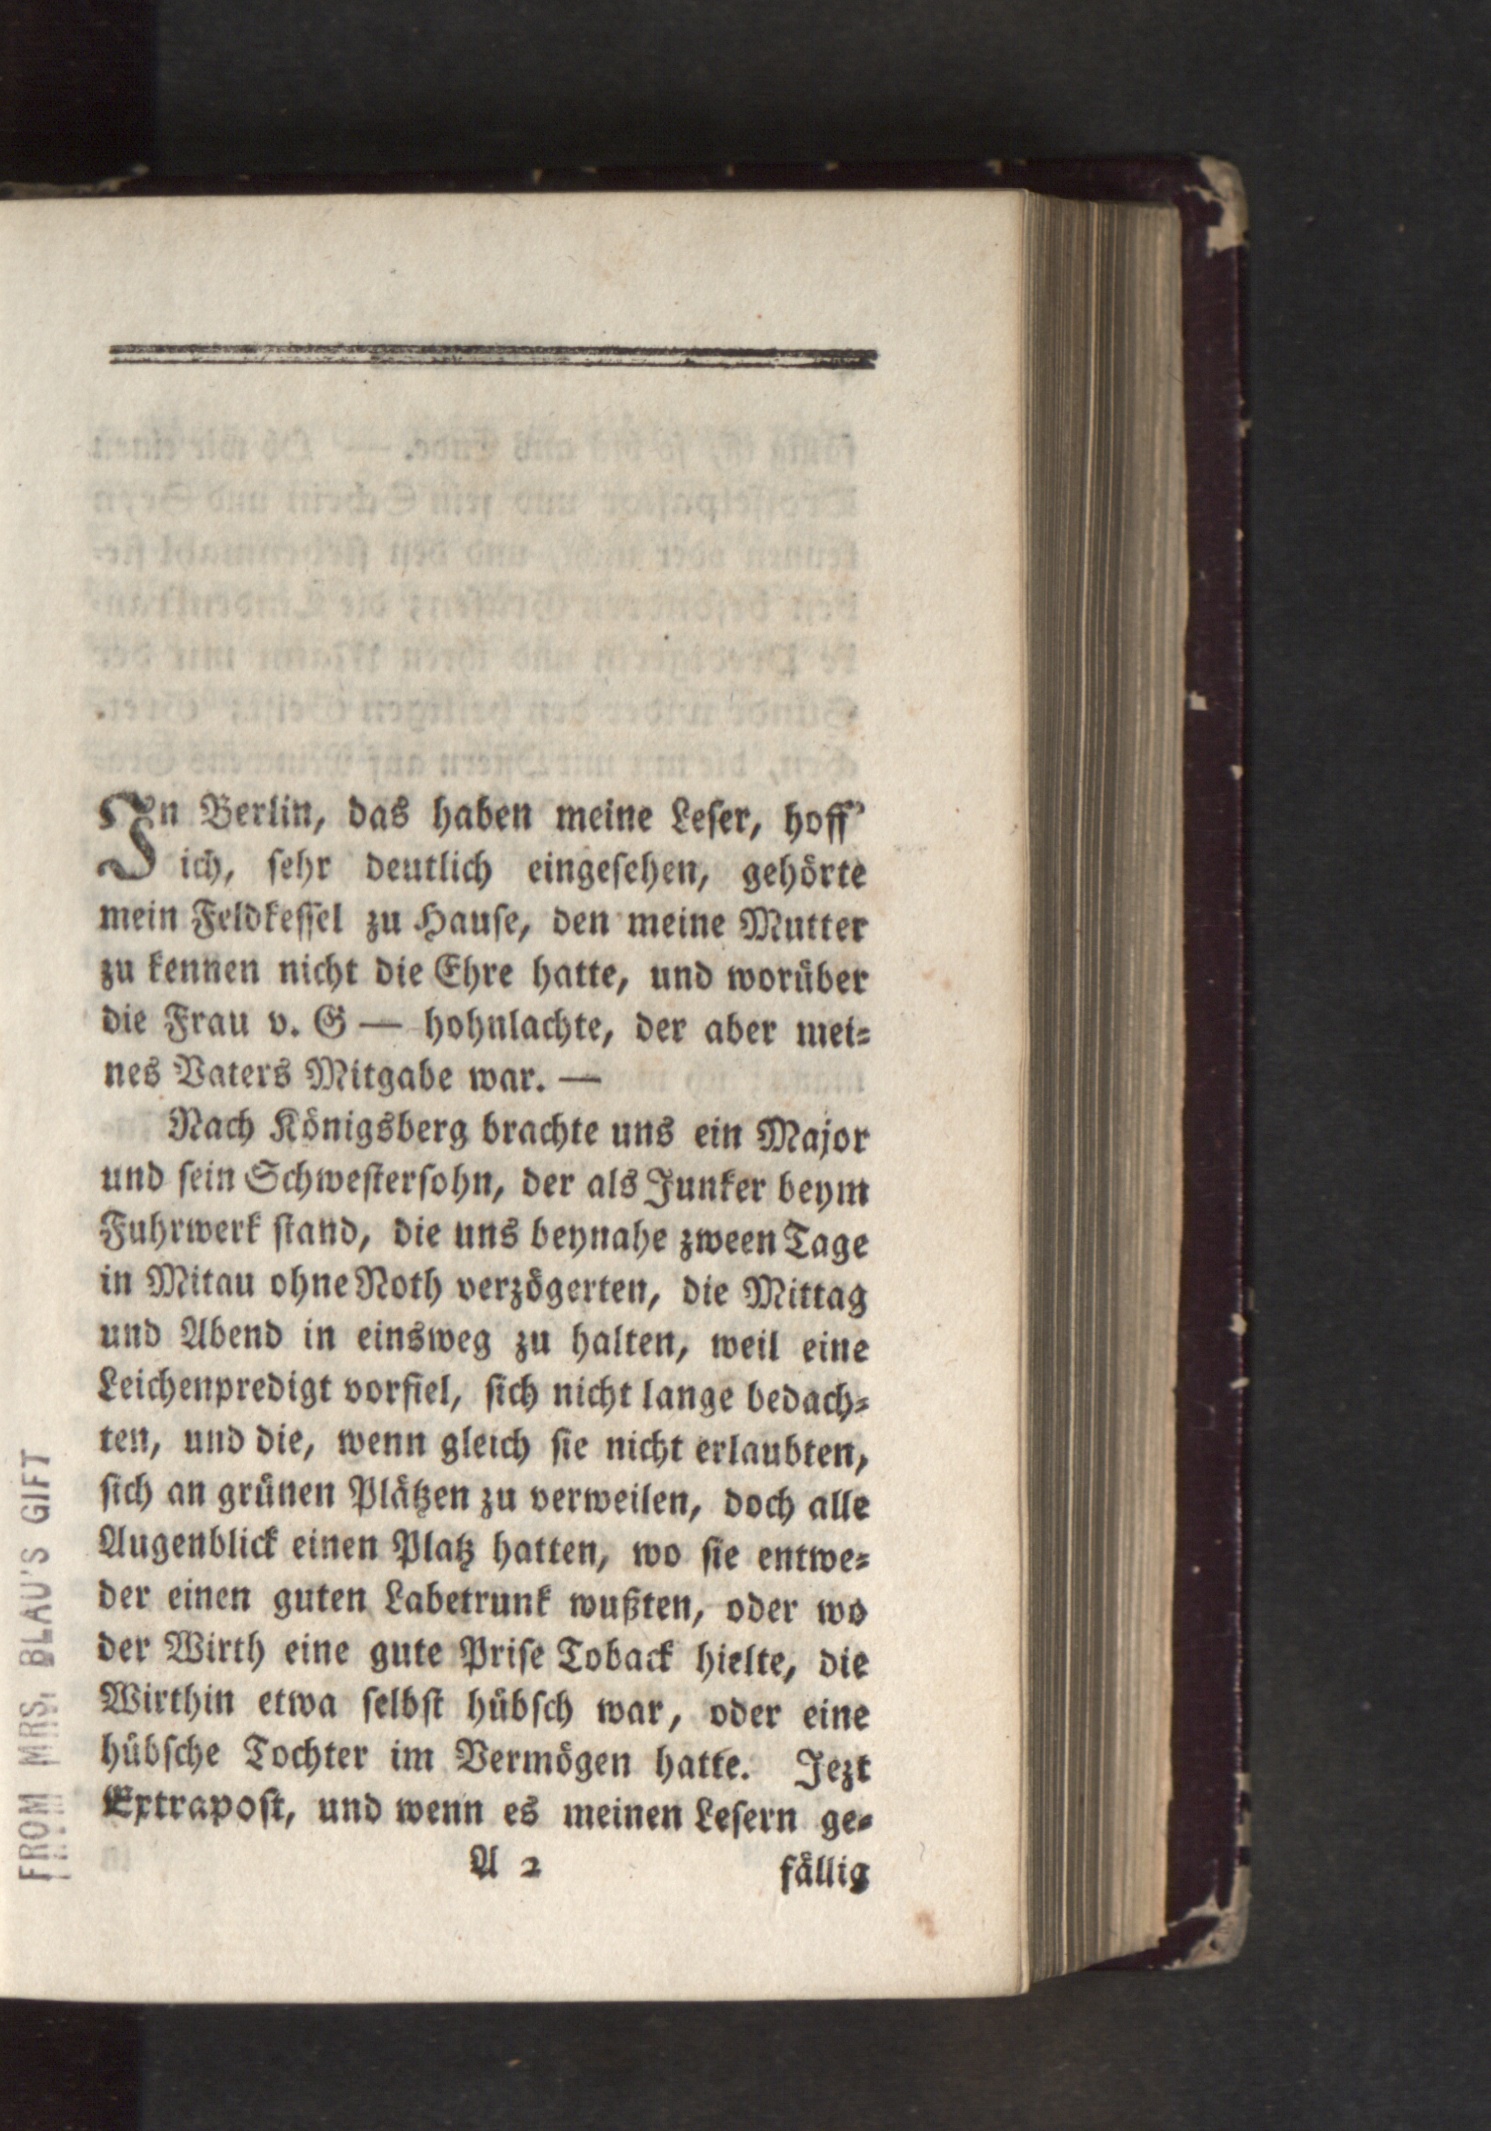 In Berlin, das haben meine Leser, hoff'
ich, sehr deutlich eingesehen, gehörte
mein Feldkessel zu Hause, den meine Mutter
zu kennen nicht die Ehre hatte, und worüber
die Frau v. G — hohnlachte, der aber mei-
nes Vaters Mitgabe war. —
Nach Königsberg brachte uns ein Major
und sein Schwestersohn, der als Junker beym
Fuhrwerk stand, die uns beynahe zween Tage
in Mitau ohne Noth verzögerten, die Mittag
und Abend in einsweg zu halten, weil eine
Leichenpredigt vorfiel, sich nicht lange bedach-
ten, und die, wenn gleich sie nicht erlaubten,
sich an grünen Plätzen zu verweilen, doch alle
Augenblick einen Platz hatten, wo sie entwe-
der einen guten Labetrunk wußten, oder wo
der Wirth eine gute Prise Toback hielte, die
Wirthin etwa selbst hübsch war, oder eine
hübsche Tochter im Vermögen hatte. Jezt
Extrapost, und wenn es meinen Lesern ge-
A 2
fällig
FROM MRS. BLAU'S GIFT